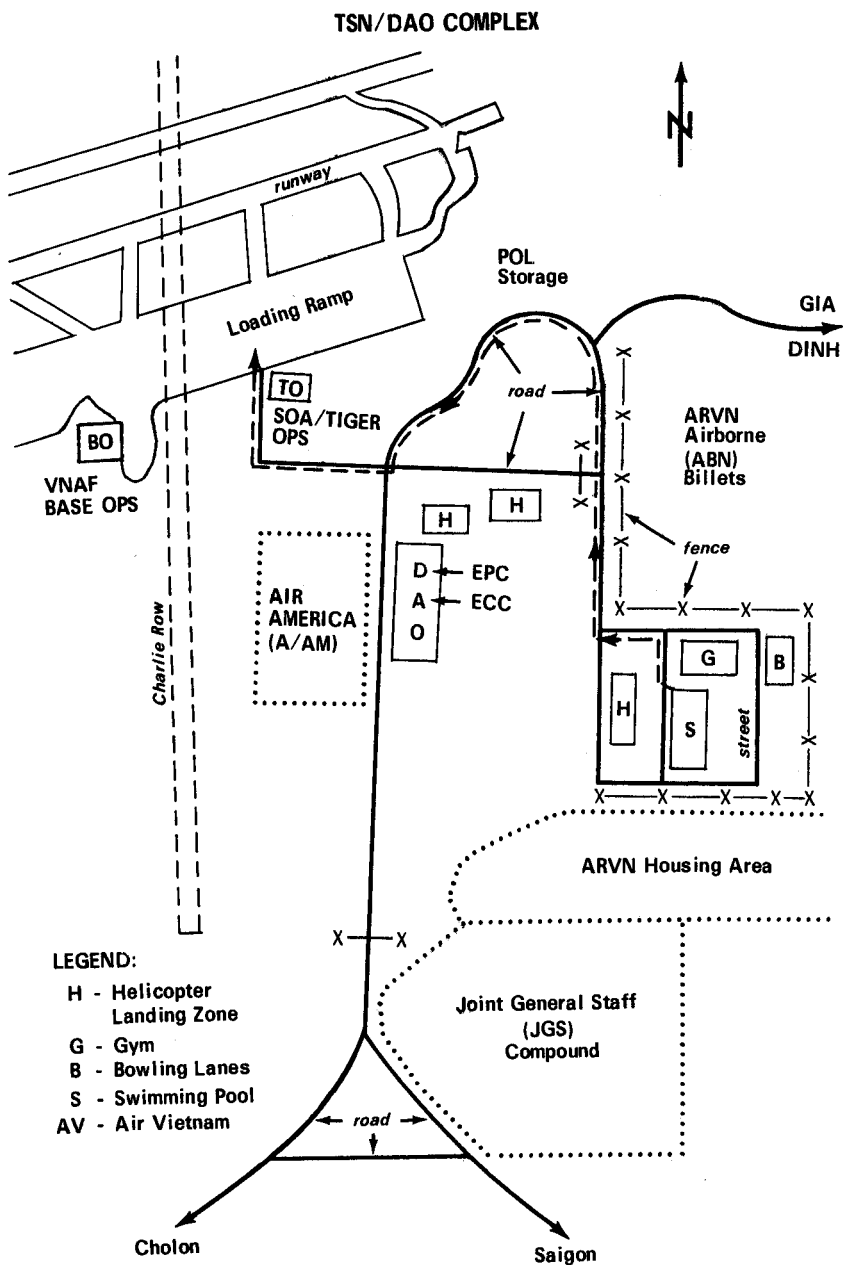 TSN/DAO COMPLEX
N
runway
POL
Storage
Loading Ramp
GIA
DINH
TO
SOA/TIGER
OPS
road
BO
VNAF
BASE OPS
ARVN
Airborne
(ABN)
Billets
H
H
fence
D
A
O
EPC
ECC
AIR
AMERICA
(A/AM)
Charlie Row
G
B
H
S
street
ARVN Housing Area
LEGEND:
H - Helicopter
Landing Zone
G - Gym
B - Bowling Lanes
S - Swimming Pool
AV - Air Vietnam
Joint General Staff
(JGS)
Compound
road
Cholon
Saigon